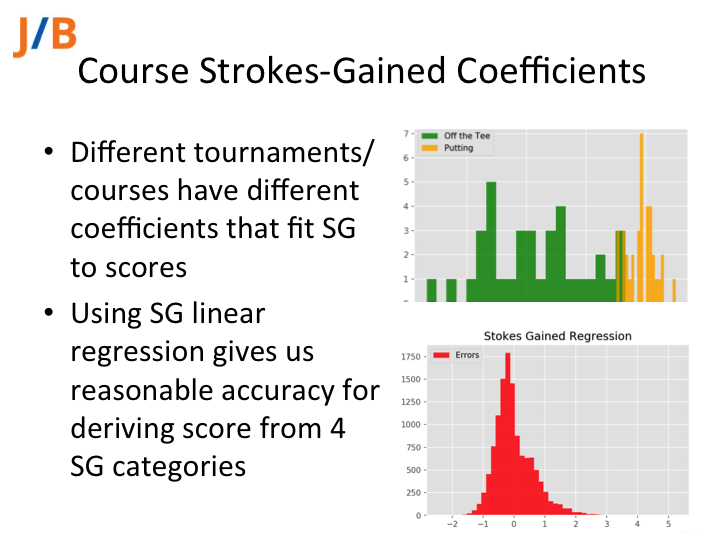 J/B
Course Strokes-Gained Coefficients
• Different tournaments/
courses have different
coefficients that fit SG
to scores
• Using SG linear
regression gives us
reasonable accuracy for
deriving score from 4
SG categories
Off the Tee
Putting
7
6
5
4
3
2
1
Stokes Gained Regression
Errors
1750
1500
1250
1000
750
500
250
0
−2 −1 0 1 2 3 4 5